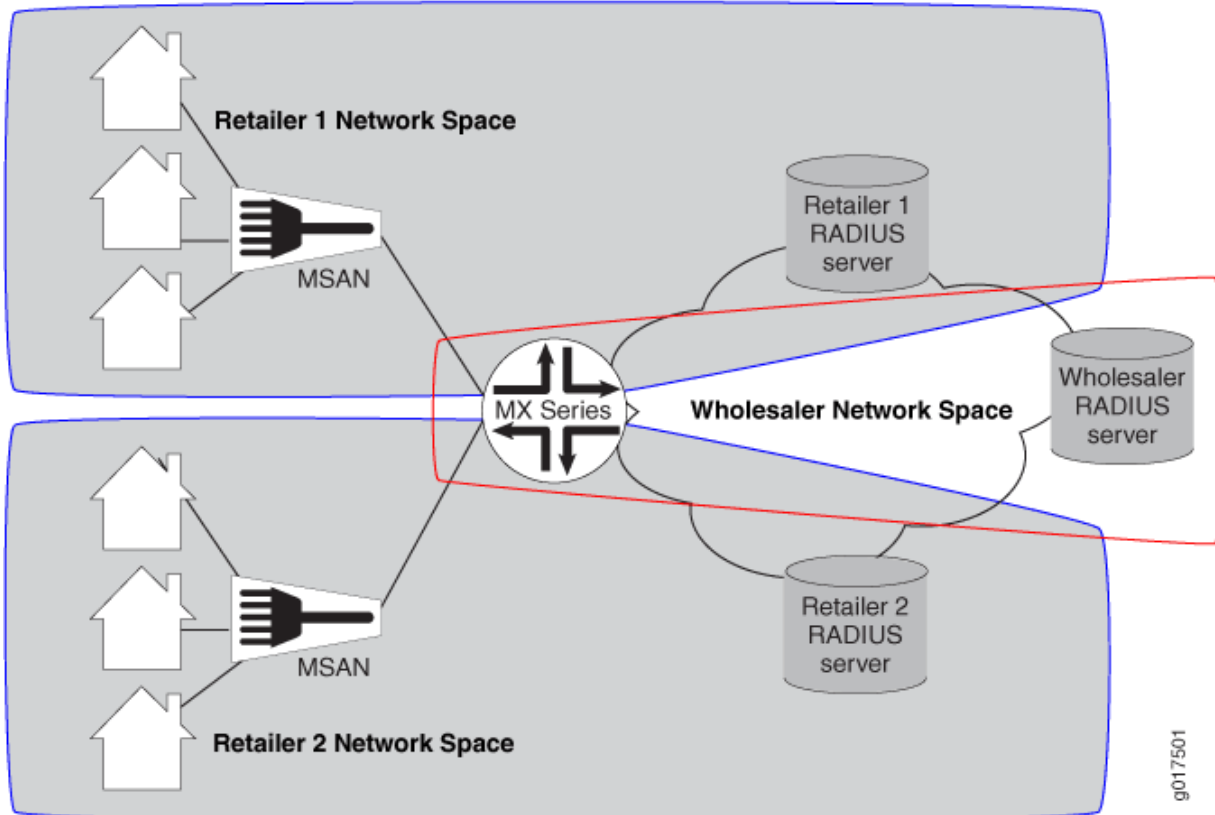 Retailer 1 Network Space
MSAN
Retailer 1
RADIUS
server
MX Series
Wholesaler Network Space
Wholesaler
RADIUS
server
MSAN
Retailer 2 Network Space
Retailer 2
RADIUS
server
g017501